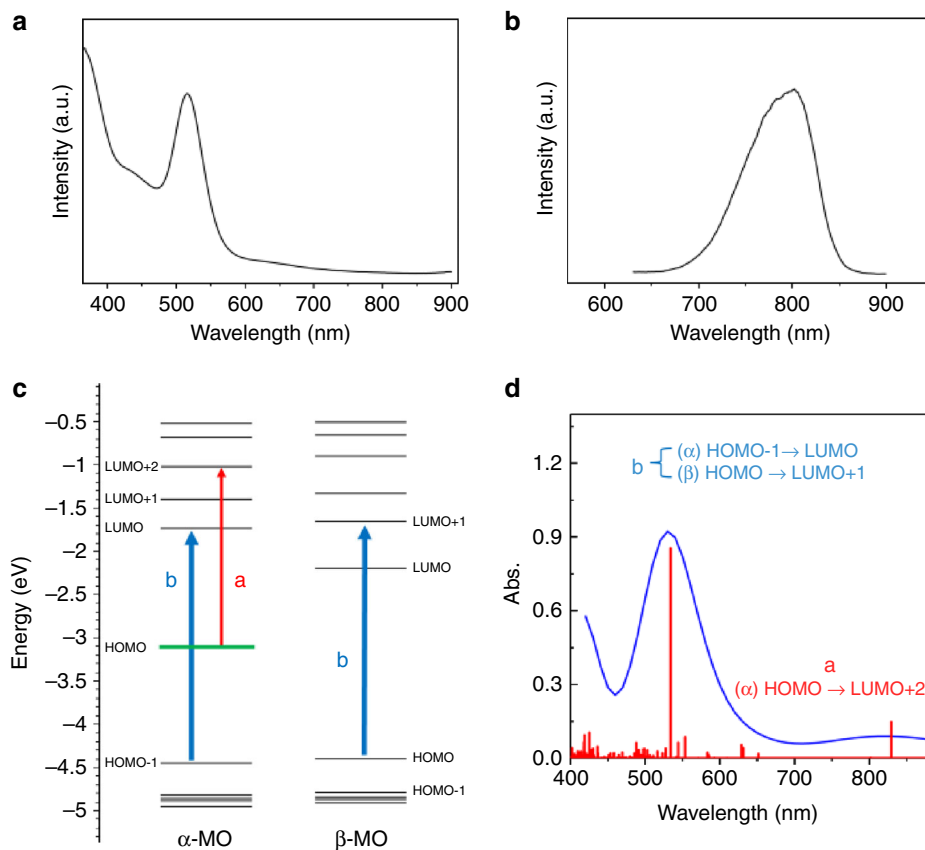 a
Intensity (a.u.)
400 500 600 700 800 900
Wavelength (nm)
b
Intensity (a.u.)
600 700 800 900
Wavelength (nm)
c
Energy (eV)
–0.5
–1
–1.5
–2
–2.5
–3
–3.5
–4
–4.5
–5
LUMO+2
LUMO+1
LUMO
HOMO
HOMO-1
b
a
α-MO
LUMO+1
LUMO
b
HOMO
HOMO-1
β-MO
d
Abs.
1.2
0.9
0.6
0.3
0.0
b { (α) HOMO-1→LUMO
(β) HOMO →LUMO+1
a
(α) HOMO → LUMO+2
400 500 600 700 800
Wavelength (nm)